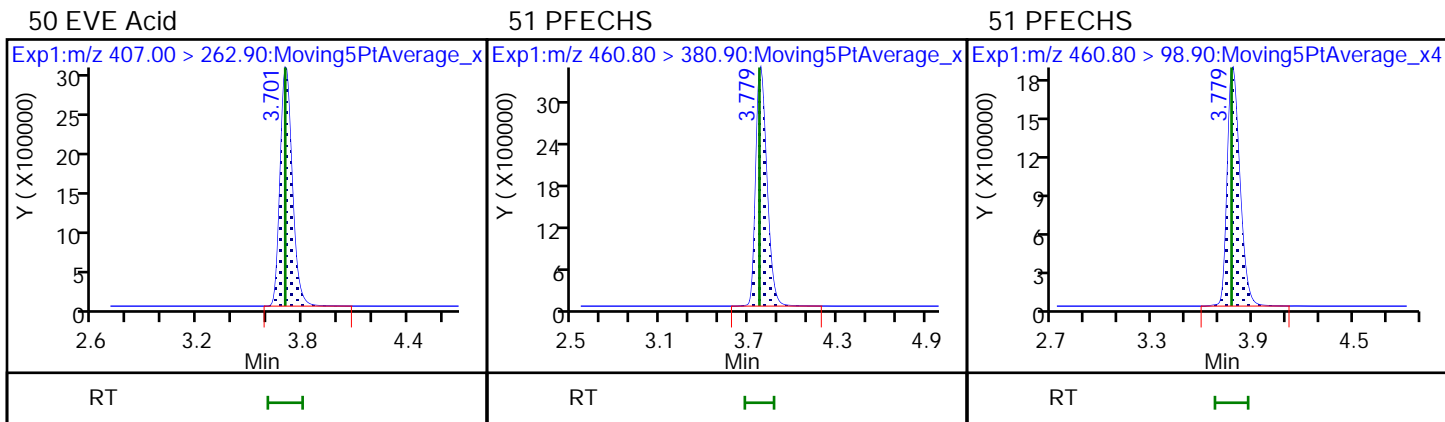 50 EVE Acid
Exp1:m/z 407.00 > 262.90:Moving5PtAverage_x
Y ( X100000)
30
25
20
15
10
5
0
3.701
2.6 3.2 3.8 4.4
Min
RT
51 PFECHS
Exp1:m/z 460.80 > 380.90:Moving5PtAverage_x
Y ( X100000)
30
24
18
12
6
0
3.779
2.5 3.1 3.7 4.3 4.9
Min
RT
51 PFECHS
Exp1:m/z 460.80 > 98.90:Moving5PtAverage_x4
Y ( X100000)
18
15
12
9
6
3
0
3.779
2.7 3.3 3.9 4.5
Min
RT